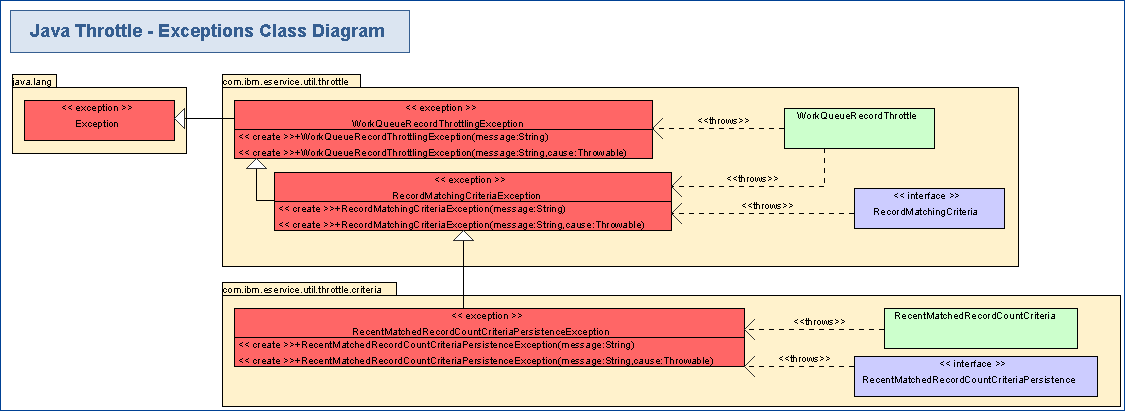 Java Throttle - Exceptions Class Diagram
java.lang
<< exception >>
Exception
com.ibm.eservice.util.throttle
<< exception >>
WorkQueueRecordThrottlingException
<< create >>+WorkQueueRecordThrottlingException(message:String)
<< create >>+WorkQueueRecordThrottlingException(message:String,cause:Throwable)
<<throws>>
WorkQueueRecordThrottle
<< exception >>
RecordMatchingCriteriaException
<< create >>+RecordMatchingCriteriaException(message:String)
<< create >>+RecordMatchingCriteriaException(message:String,cause:Throwable)
<<throws>>
<<throws>>
<< interface >>
RecordMatchingCriteria
com.ibm.eservice.util.throttle.criteria
<< exception >>
RecentMatchedRecordCountCriteriaPersistenceException
<< create >>+RecentMatchedRecordCountCriteriaPersistenceException(message:String)
<< create >>+RecentMatchedRecordCountCriteriaPersistenceException(message:String,cause:Throwable)
<<throws>>
RecentMatchedRecordCountCriteria
<<throws>>
<< interface >>
RecentMatchedRecordCountCriteriaPersistence